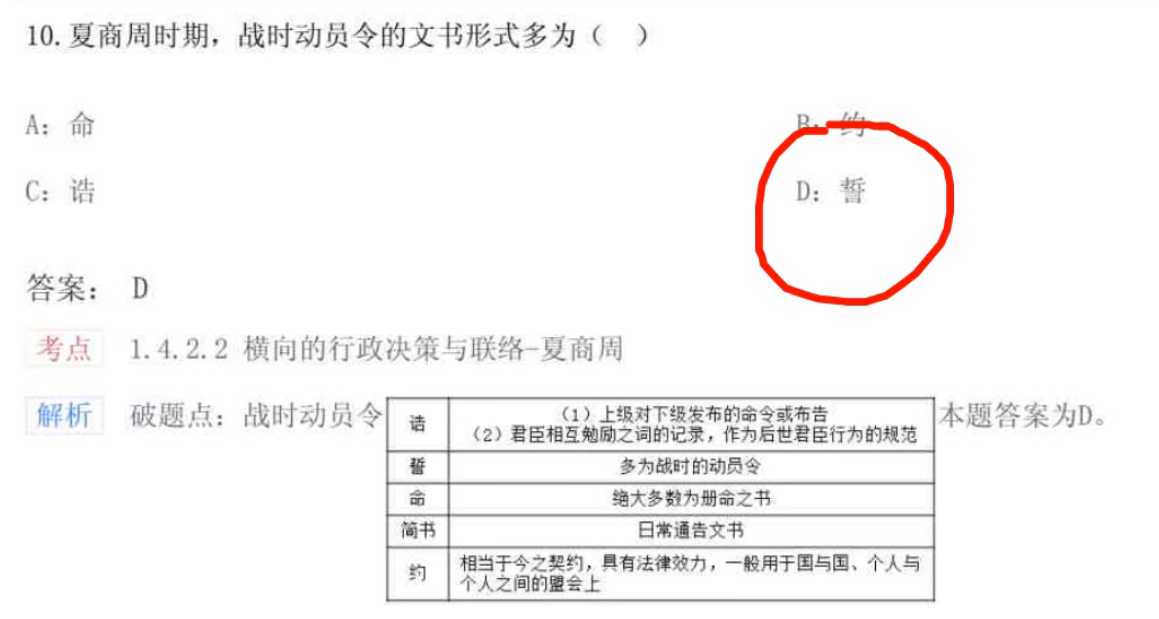 10. 夏商周时期，战时动员令的文书形式多为（ ）
A：命
B：约
C：诰
D：誓
答案： D
考点 1.4.2.2 横向的行政决策与联络-夏商周
解析 破题点：战时动员令 本题答案为D。
诰 （1）上级对下级发布的命令或布告
（2）君臣相互勉励之词的记录，作为后世君臣行为的规范
誓 多为战时的动员令
命 绝大多数为册命之书
简书 日常通告文书
约 相当于今之契约，具有法律效力，一般用于国与国、个人与
个人之间的盟会上